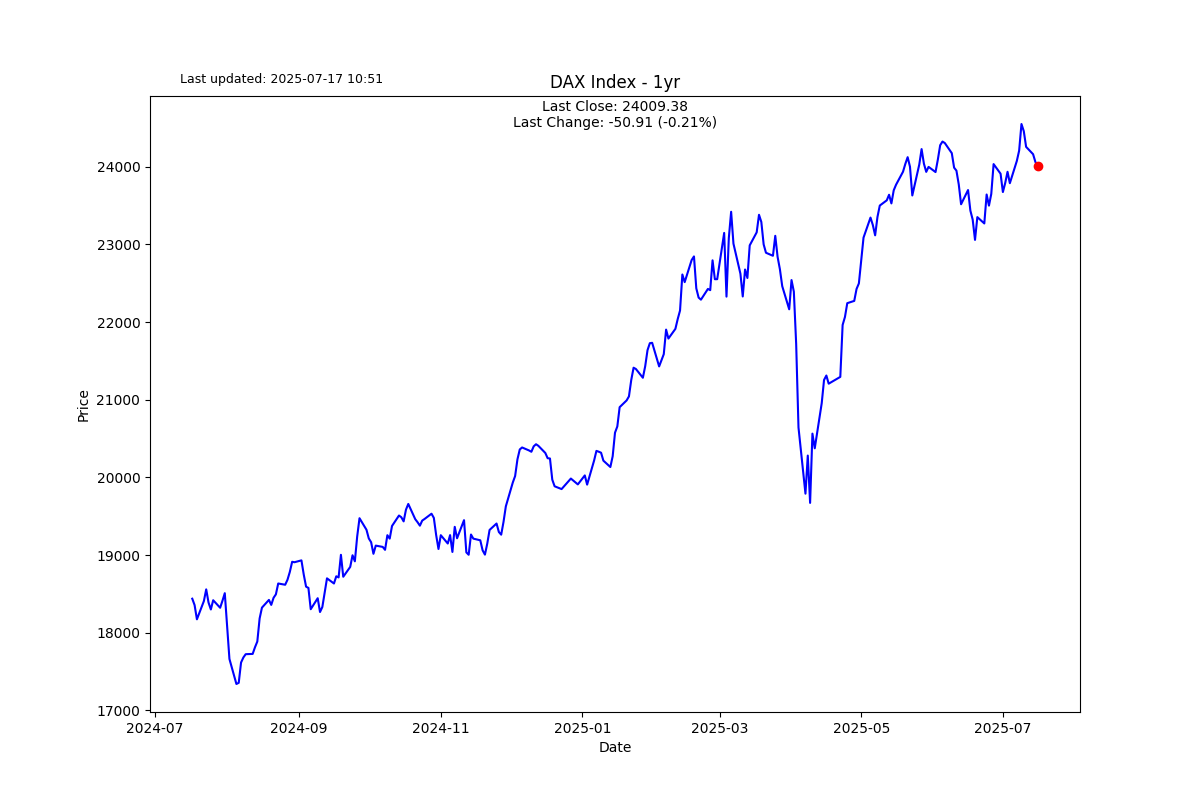 Last updated: 2025-07-17 10:51
DAX Index - 1yr
Last Close: 24009.38
Last Change: -50.91 (-0.21%)
24000
23000
22000
21000
20000
19000
18000
17000
Price
2024-07
2024-09
2024-11
2025-01
2025-03
2025-05
2025-07
Date